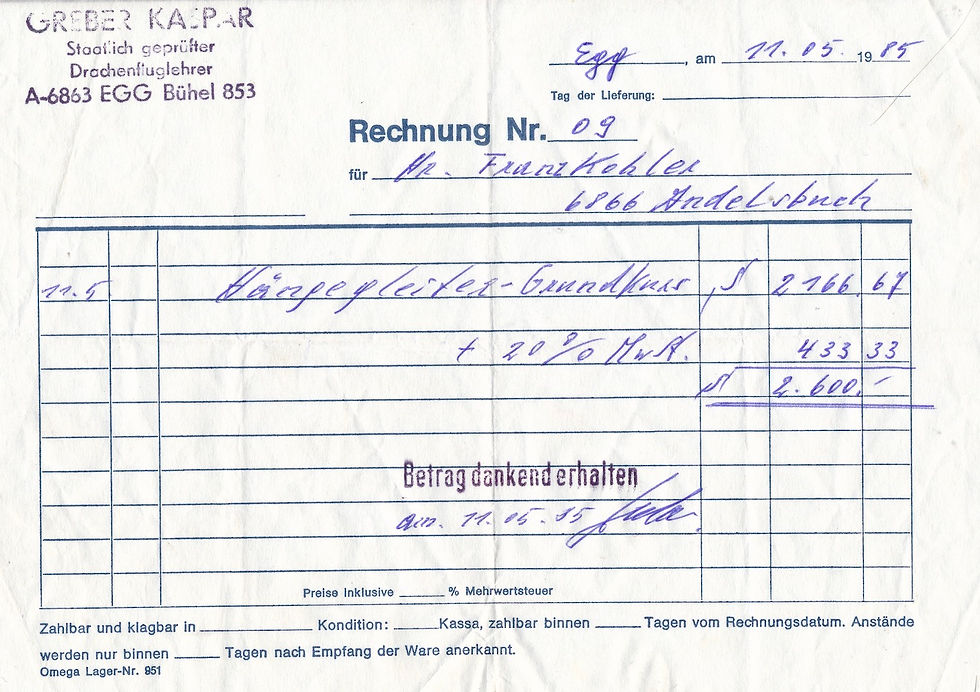 GREBER KASPAR
Staatlich geprüfter
Drachenfluglehrer
A-6863 EGG Bühel 853
Egg, am 11. 05. 1985
Tag der Lieferung:
Rechnung Nr. 09
für Hr. Franz Kohler
6866 Andelsbuch
11.5. Hängegleiter-Grundkurs S 2166.67
+ 20% MwSt. 433 33
S 2.600.-
Betrag dankend erhalten
am 11.05.85
Preise Inklusive % Mehrwertsteuer
Zahlbar und klagbar in Kondition: Kassa, zahlbar binnen Tagen vom Rechnungsdatum. Anstände
werden nur binnen Tagen nach Empfang der Ware anerkannt.
Omega Lager-Nr. 951